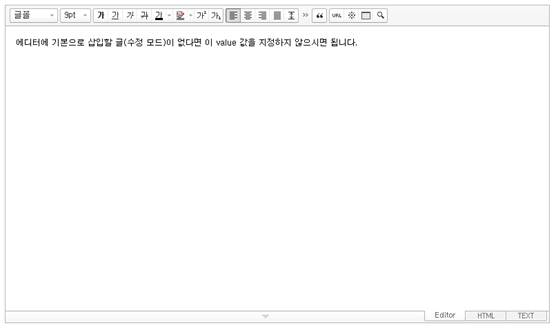 글꼴 9pt 가 가 가 가 가 가² 가₂ URL
에디터에 기본으로 삽입할 글(수정 모드)이 없다면 이 value 값을 지정하지 않으시면 됩니다.
Editor HTML TEXT